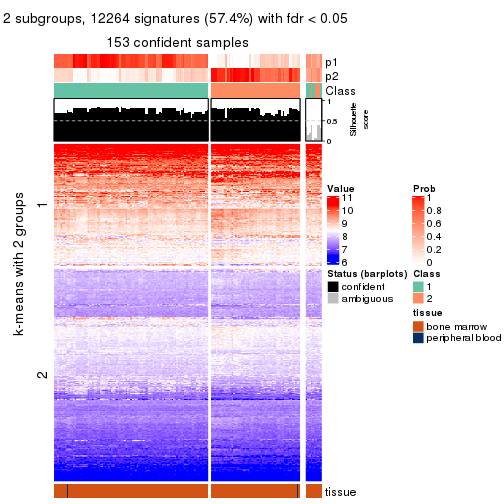 2 subgroups, 12264 signatures (57.4%) with fdr < 0.05
153 confident samples
p1
p2
Class
1
0.5
0
Silhouette
score
k-means with 2 groups
1
2
Value
11
10
9
8
7
6
Prob
1
0.8
0.6
0.4
0.2
0
Status (barplots)
confident
ambiguous
Class
1
2
tissue
bone marrow
peripheral blood
tissue